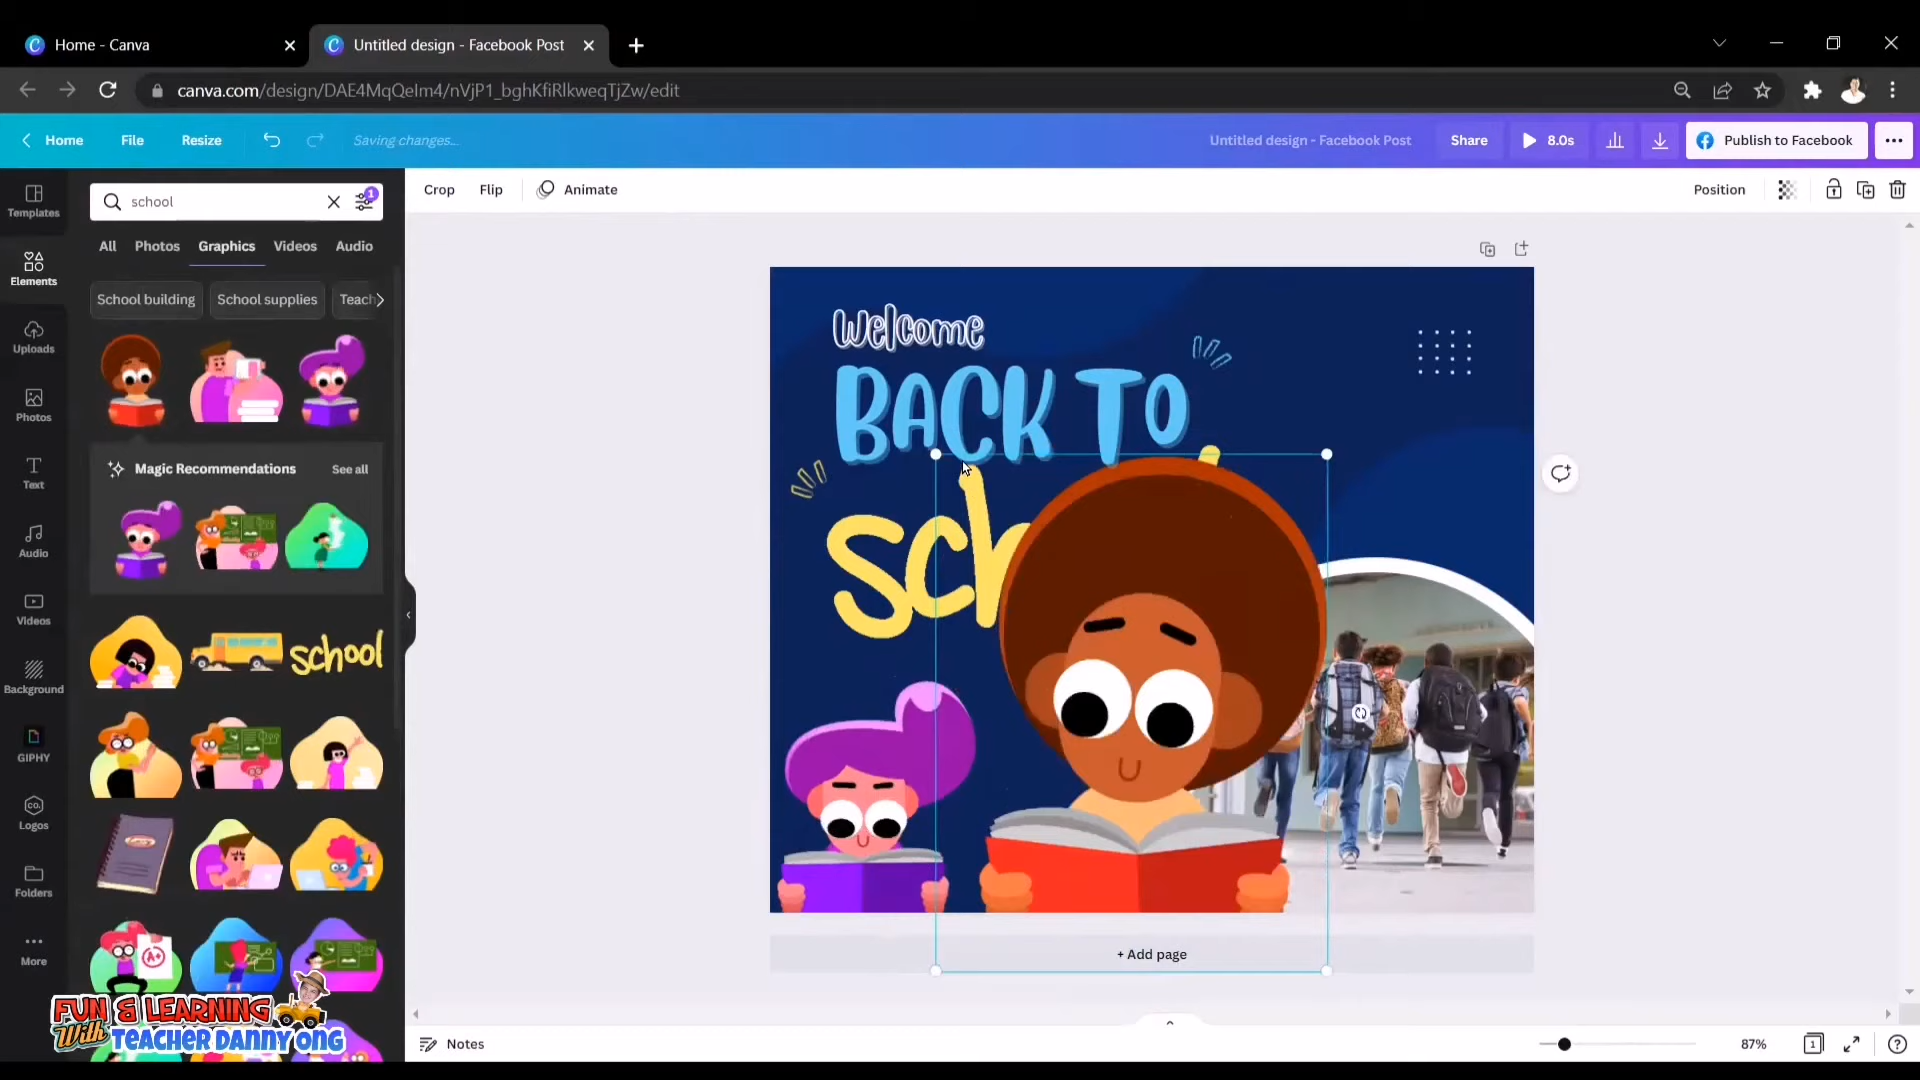 Home - Canva
Untitled design - Facebook Post
canva.com/design/DAE4MqQelm4/nVjP1_bghKfiRlkweqTjZw/edit
Home
File
Resize
Saving changes...
Untitled design - Facebook Post
Share
8.0s
Publish to Facebook
Templates
Elements
Uploads
Photos
Text
Audio
Videos
Background
GIPHY
CO.
Logos
Folders
More
school
1
All
Photos
Graphics
Videos
Audio
School building
School supplies
Teach
Magic Recommendations
See all
school
A+
FUN & LEARNING
With TEACHER DANNY ONG
Crop
Flip
Animate
Position
Welcome
BACK TO
sch
+ Add page
Notes
87%
1